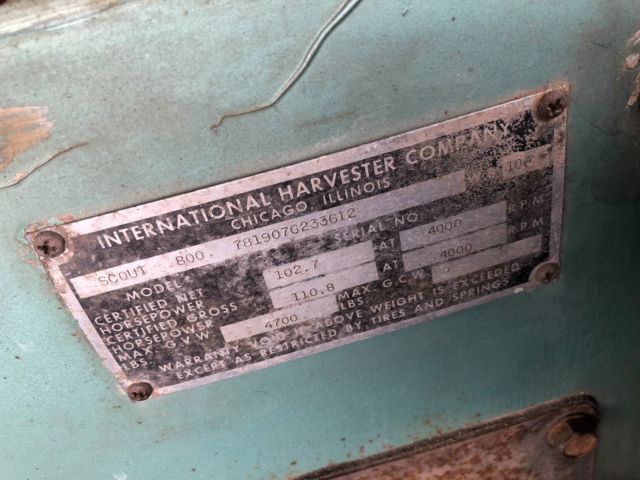 INTERNATIONAL HARVESTER COMPANY
CHICAGO, ILLINOIS
SCOUT 800 7819076233612 W.B. 100
MODEL SERIAL NO.
CERTIFIED NET HORSEPOWER 102.7 AT 4000 R.P.M
CERTIFIED GROSS HORSEPOWER 110.8 AT 4000 R.P.M
MAX. G.V.W. LBS. 4700 MAX. G.C.W. LBS
WARRANTY VOID IF ABOVE WEIGHT IS EXCEEDED
EXCEPT AS RESTRICTED BY TIRES AND SPRINGS